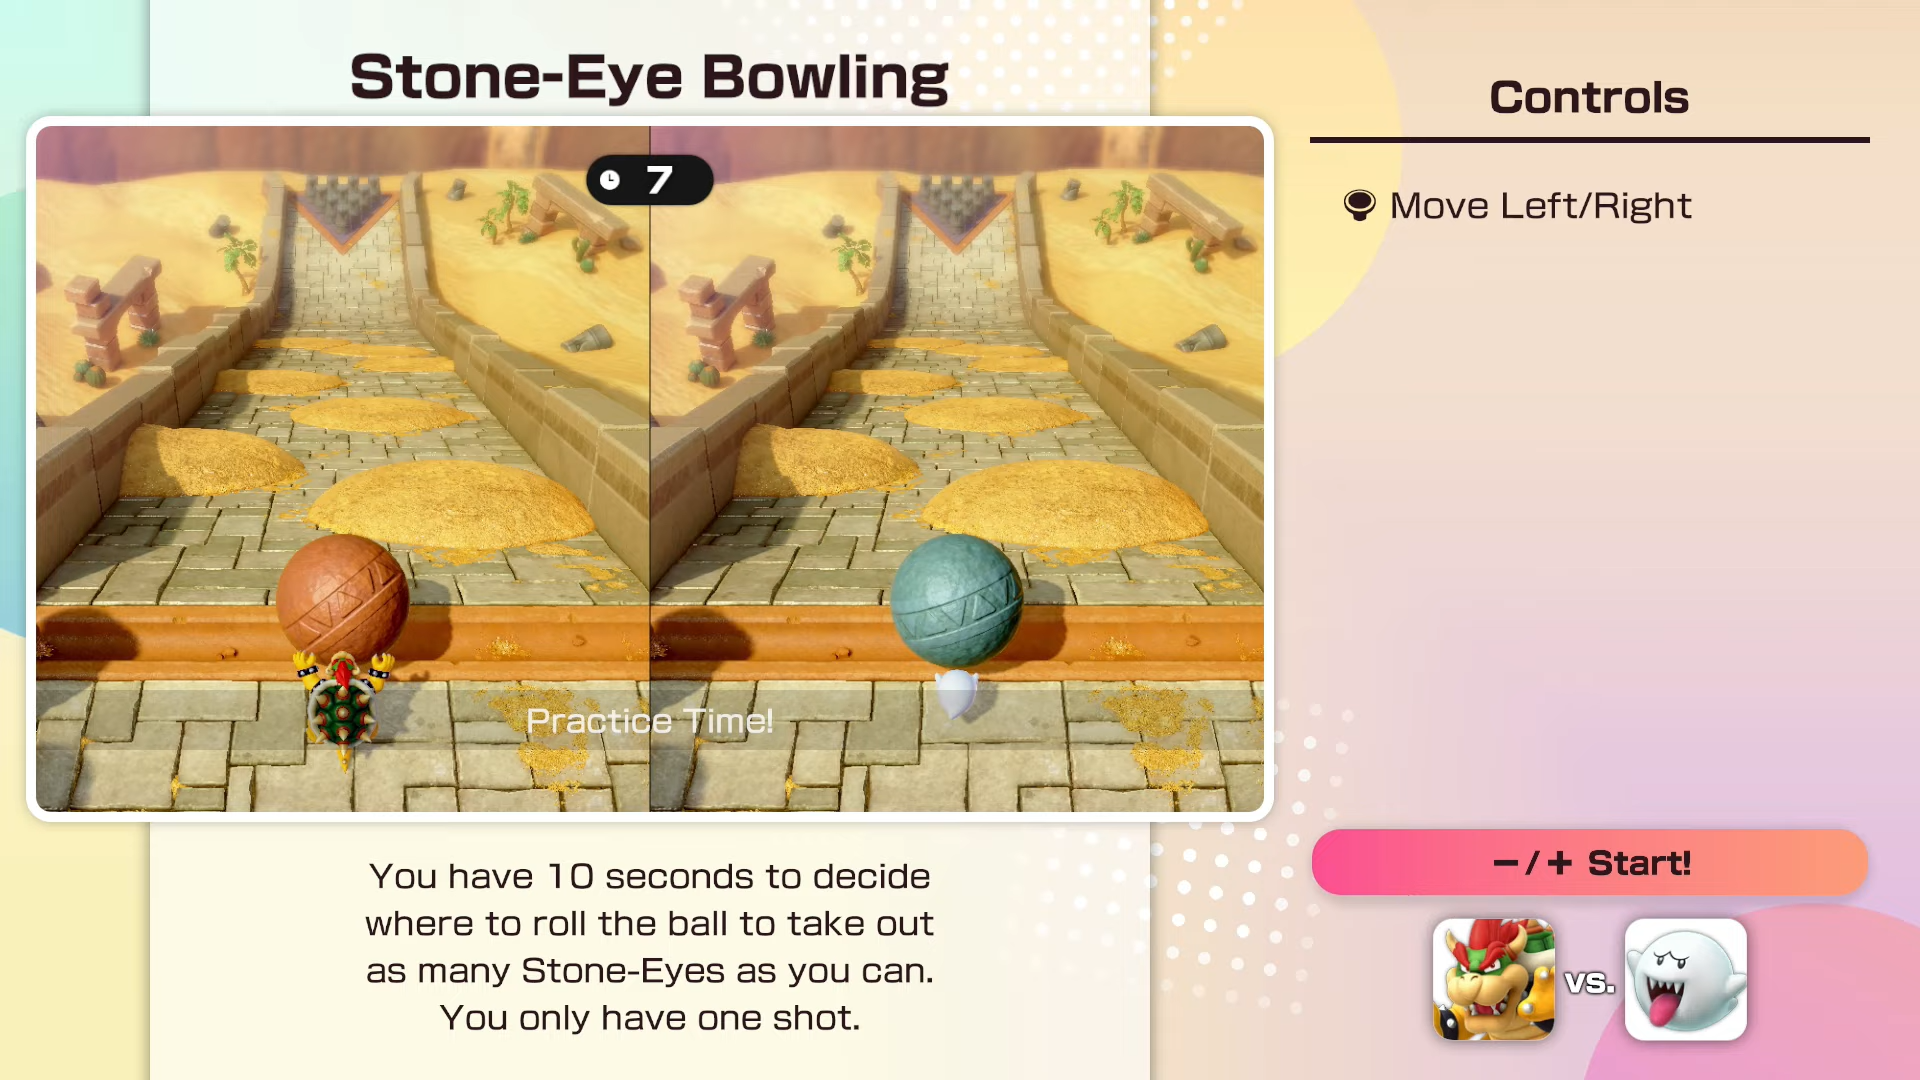 Stone-Eye Bowling
7
Practice Time!
You have 10 seconds to decide
where to roll the ball to take out
as many Stone-Eyes as you can.
You only have one shot.
Controls
Move Left/Right
−/+ Start!
vs.